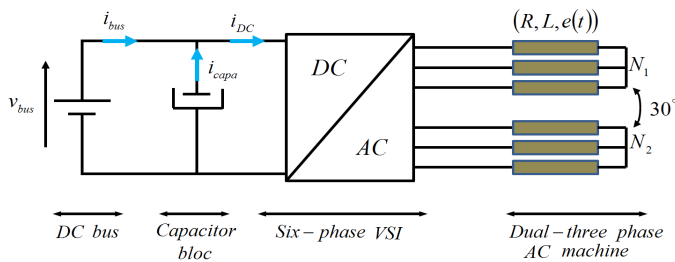 (R, L, e(t))
i_bus
i_DC
i_capa
v_bus
DC
AC
N_1
30°
N_2
DC bus
Capacitor
bloc
Six-phase VSI
Dual-three phase
AC machine